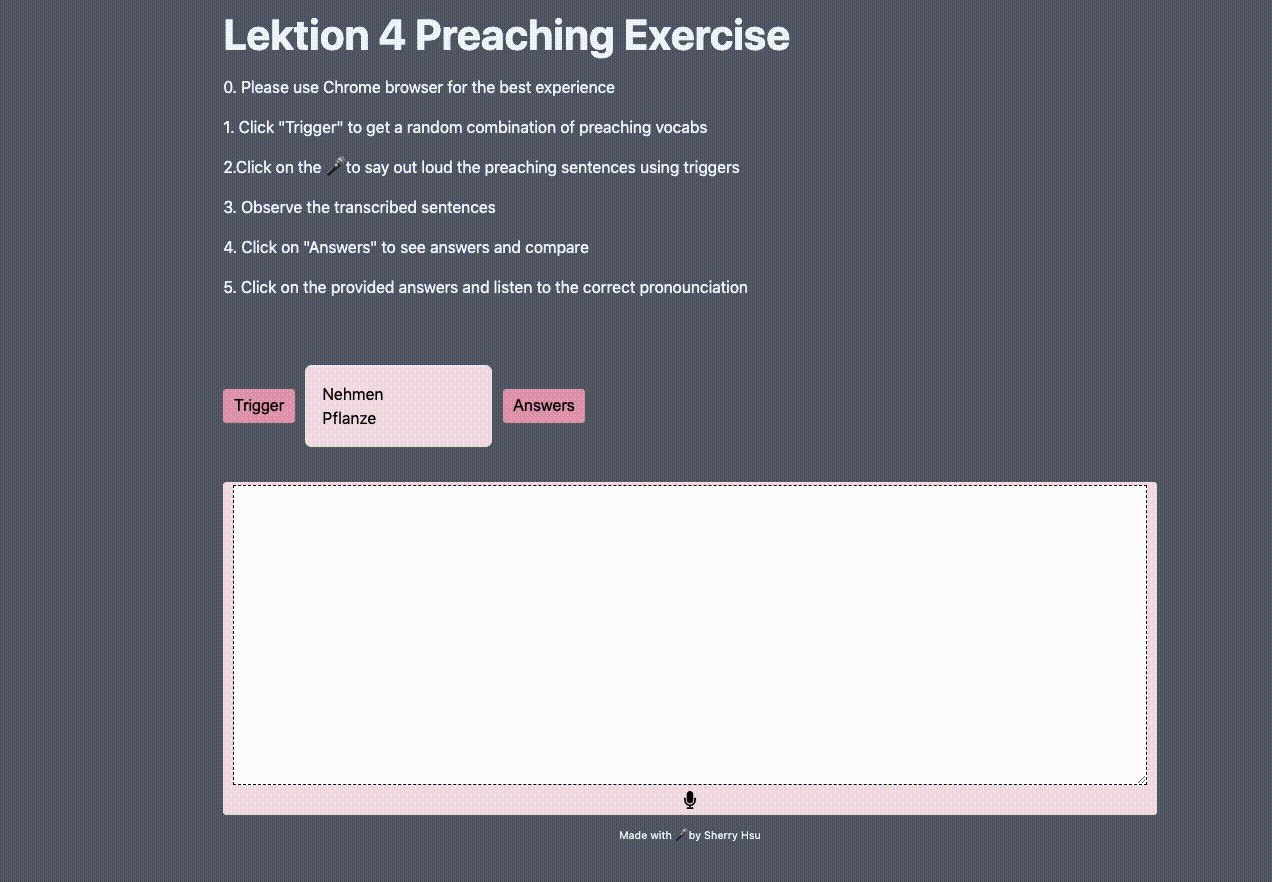 Lektion 4 Preaching Exercise
0. Please use Chrome browser for the best experience
1. Click "Trigger" to get a random combination of preaching vocabs
2.Click on the 🎤to say out loud the preaching sentences using triggers
3. Observe the transcribed sentences
4. Click on "Answers" to see answers and compare
5. Click on the provided answers and listen to the correct pronounciation
Trigger
Nehmen
Pflanze
Answers
Made with 🎤by Sherry Hsu